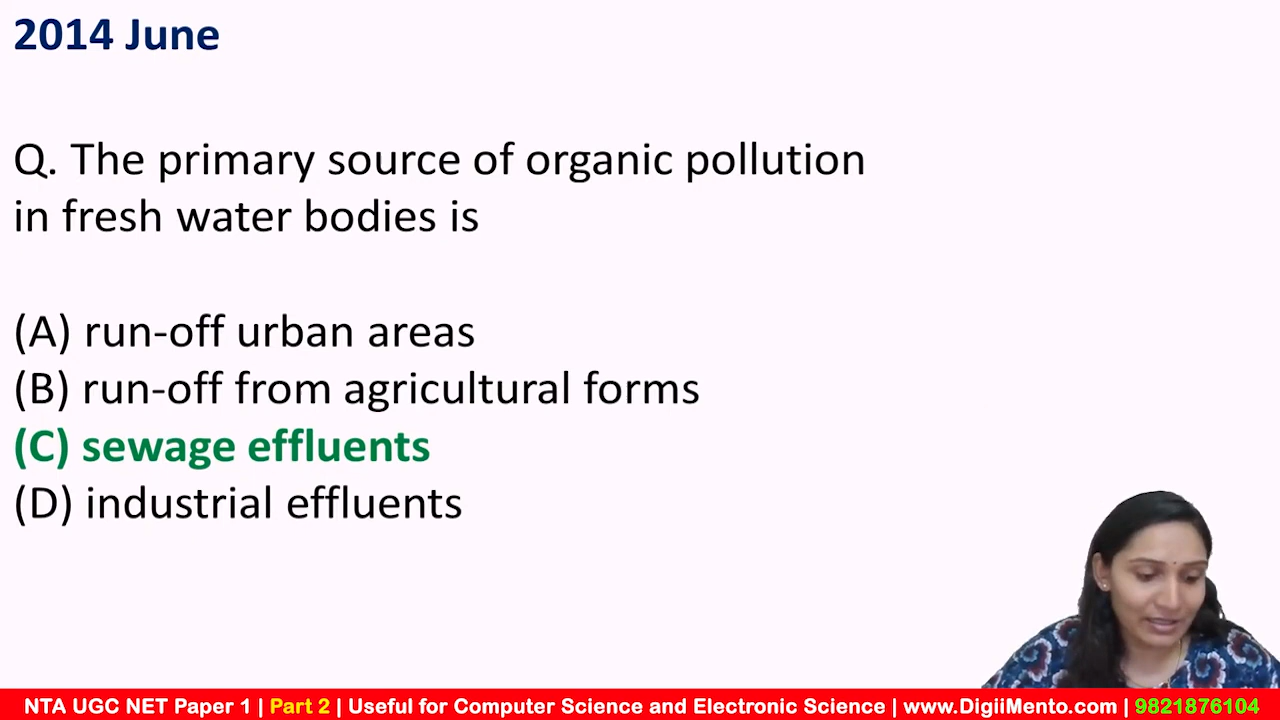 2014 June
Q. The primary source of organic pollution
in fresh water bodies is
(A) run-off urban areas
(B) run-off from agricultural forms
(C) sewage effluents
(D) industrial effluents
NTA UGC NET Paper 1 | Part 2 | Useful for Computer Science and Electronic Science | www.DigiiMento.com | 9821876104